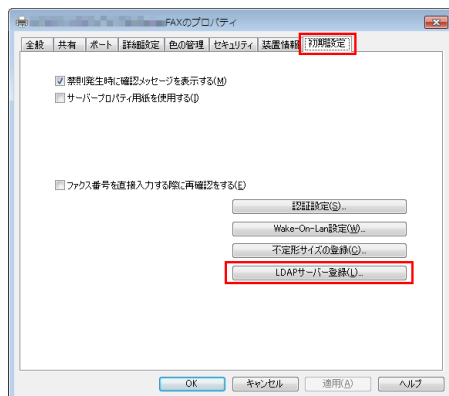 FAXのプロパティ
全般 共有 ポート 詳細設定 色の管理 セキュリティ 装置情報 初期設定
禁則発生時に確認メッセージを表示する(M)
サーバープロパティ用紙を使用する(J)
ファクス番号を直接入力する際に再確認をする(E)
認証設定(S)...
Wake-On-Lan設定(W)...
不定形サイズの登録(C)...
LDAPサーバー登録(L)...
OK キャンセル 適用(A) ヘルプ